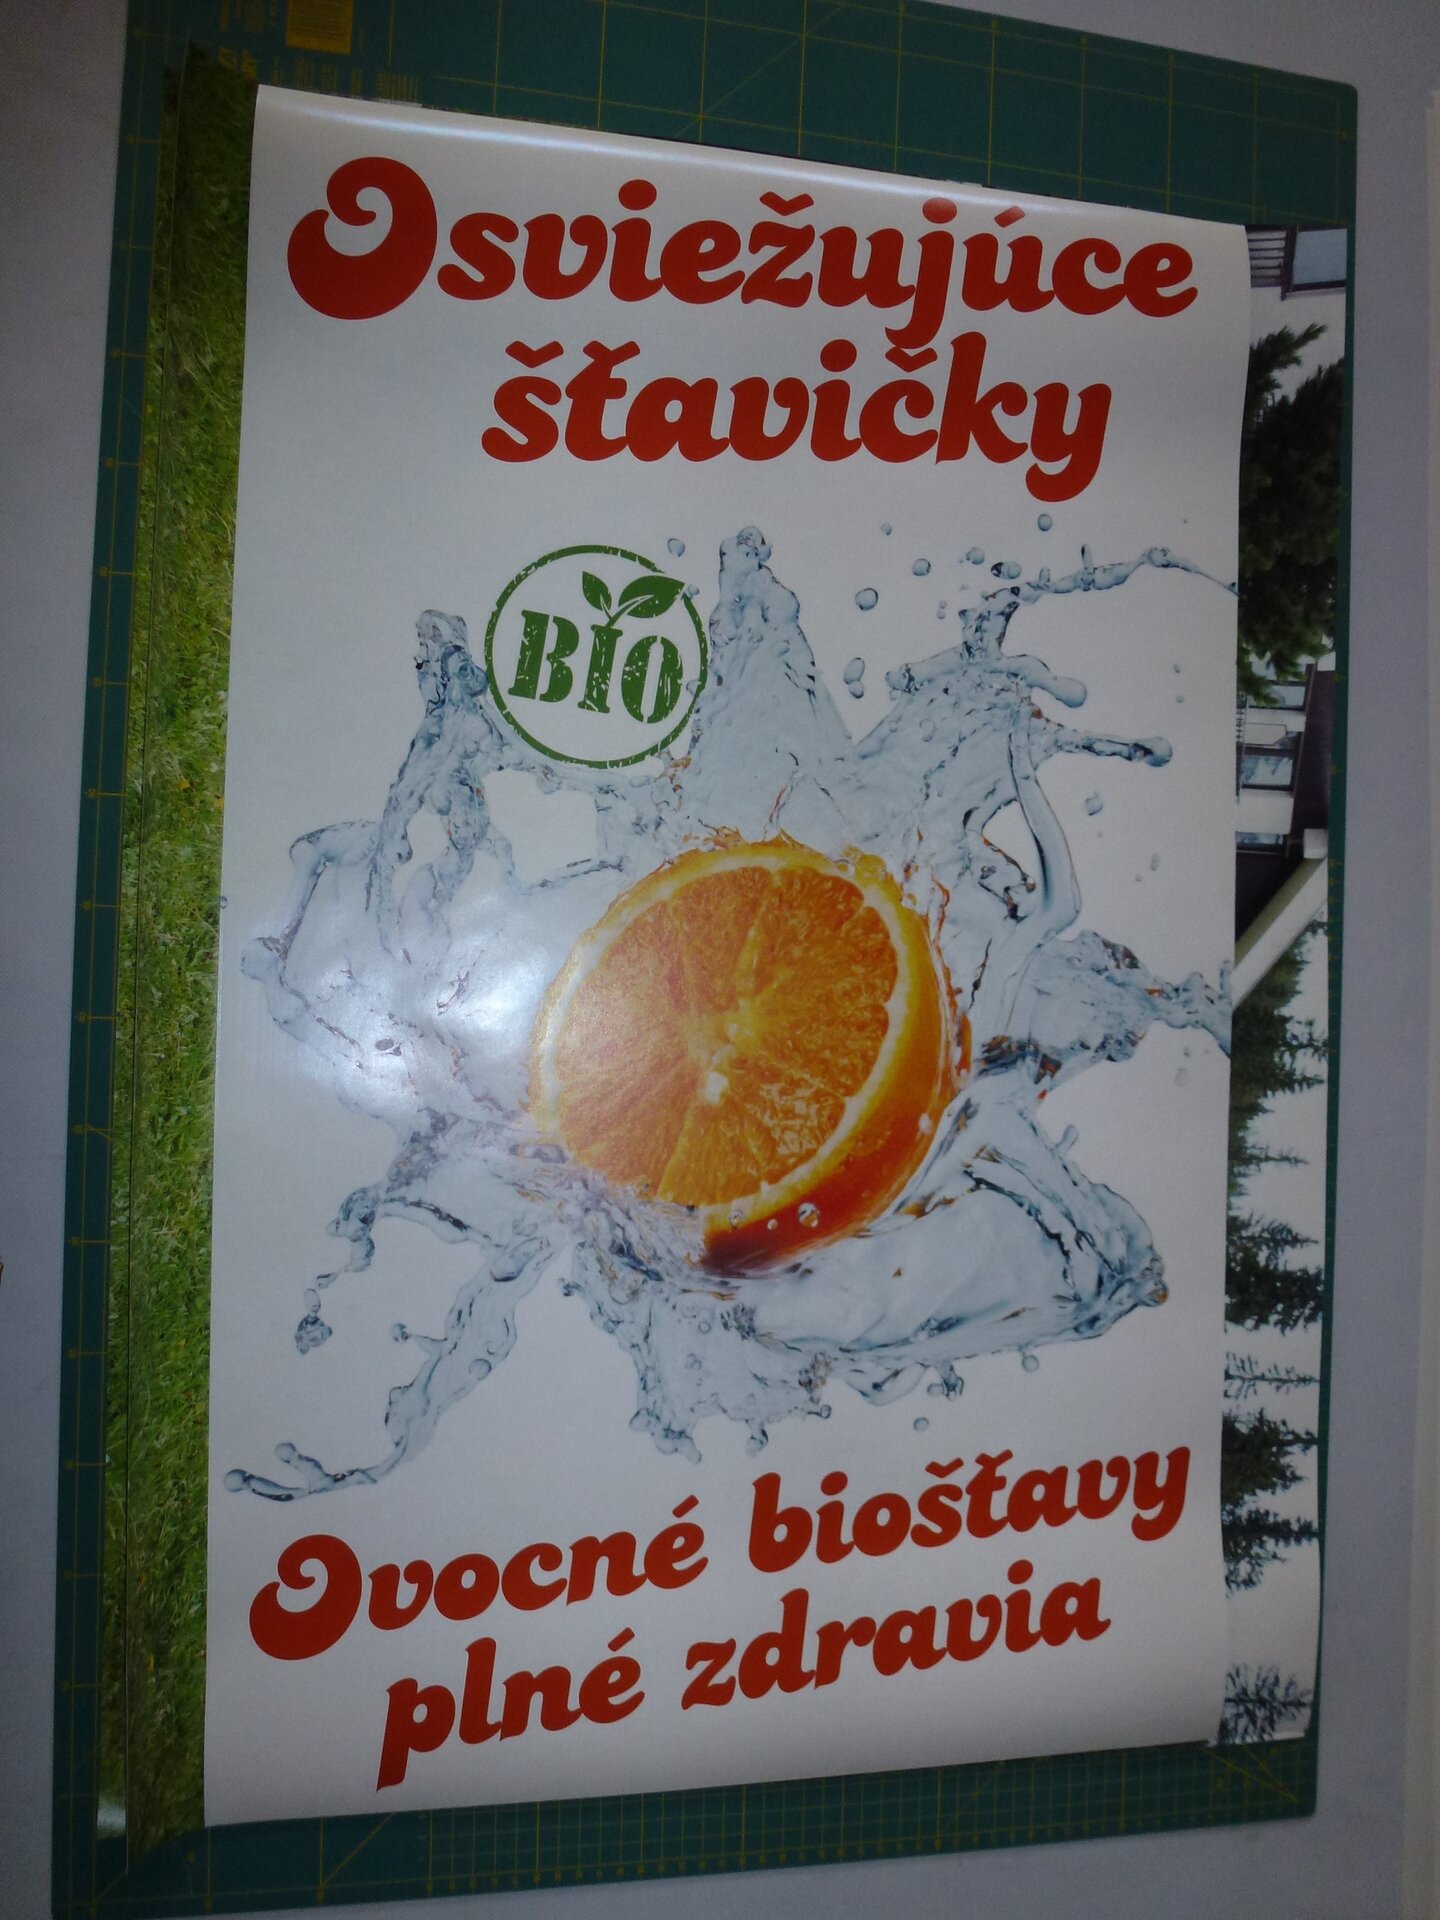 Osviežujúce
šťavičky
BIO
Ovocné biošťavy
plné zdravia